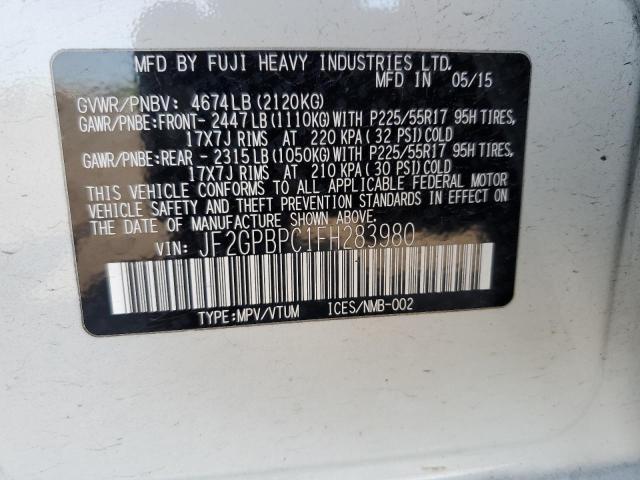 MFD BY FUJI HEAVY INDUSTRIES LTD.
MFD IN 05/15
GVWR/PNBV: 4674LB(2120KG)
GAWR/PNBE:FRONT- 2447LB(1110KG)WITH P225/55R17 95H TIRES,
17X7J RIMS AT 220 KPA(32 PSI)COLD
GAWR/PNBE:REAR - 2315LB(1050KG)WITH P225/55R17 95H TIRES,
17X7J RIMS AT 210 KPA(30 PSI)COLD
THIS VEHICLE CONFORMS TO ALL APPLICABLE FEDERAL MOTOR
VEHICLE SAFETY AND THEFT PREVENTION STANDARDS IN EFFECT ON
THE DATE OF MANUFACTURE SHOWN ABOVE.
VIN: JF2GPBPC1FH283980
TYPE:MPV/VTUM ICES/NMB-002